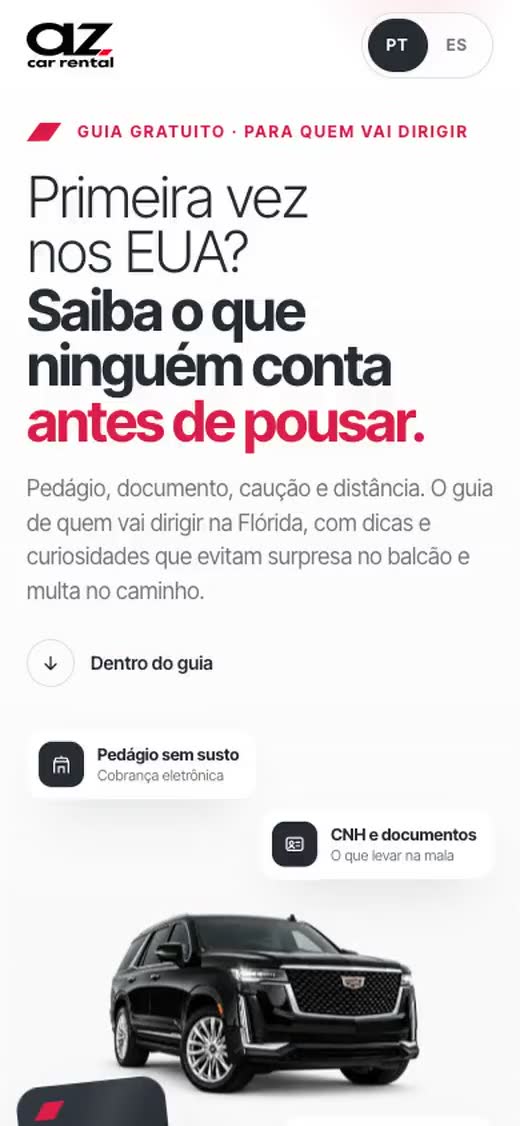 az
car rental
PT
ES
GUIA GRATUITO · PARA QUEM VAI DIRIGIR
Primeira vez
nos EUA?
Saiba o que
ninguém conta
antes de pousar.
Pedágio, documento, caução e distância. O guia
de quem vai dirigir na Flórida, com dicas e
curiosidades que evitam surpresa no balcão e
multa no caminho.
Dentro do guia
Pedágio sem susto
Cobrança eletrônica
CNH e documentos
O que levar na mala